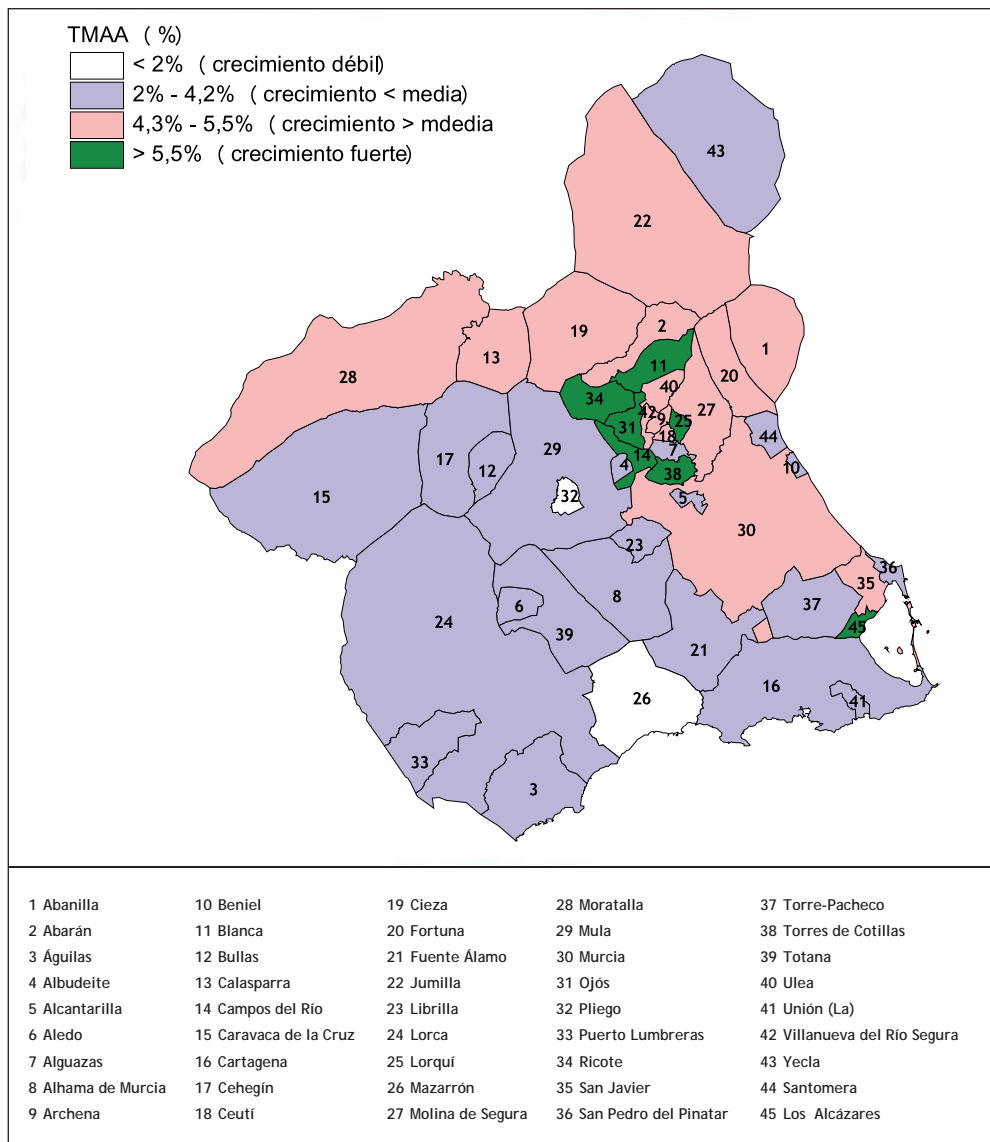 TMAA ( %)
< 2% ( crecimiento débil)
2% - 4,2% ( crecimiento < media)
4,3% - 5,5% ( crecimiento > mdedia
> 5,5% ( crecimiento fuerte)
43
22
19
2
1
13
11
20
28
40
34
27
42
9
25
31
18
44
7
29
14
17
12
4
10
38
32
15
5
30
23
36
35
8
37
6
24
45
39
21
16
26
41
33
3
1 Abanilla
2 Abarán
3 Águilas
4 Albudeite
5 Alcantarilla
6 Aledo
7 Alguazas
8 Alhama de Murcia
9 Archena
10 Beniel
11 Blanca
12 Bullas
13 Calasparra
14 Campos del Río
15 Caravaca de la Cruz
16 Cartagena
17 Cehegín
18 Ceutí
19 Cieza
20 Fortuna
21 Fuente Álamo
22 Jumilla
23 Librilla
24 Lorca
25 Lorquí
26 Mazarrón
27 Molina de Segura
28 Moratalla
29 Mula
30 Murcia
31 Ojós
32 Pliego
33 Puerto Lumbreras
34 Ricote
35 San Javier
36 San Pedro del Pinatar
37 Torre-Pacheco
38 Torres de Cotillas
39 Totana
40 Ulea
41 Unión (La)
42 Villanueva del Río Segura
43 Yecla
44 Santomera
45 Los Alcázares